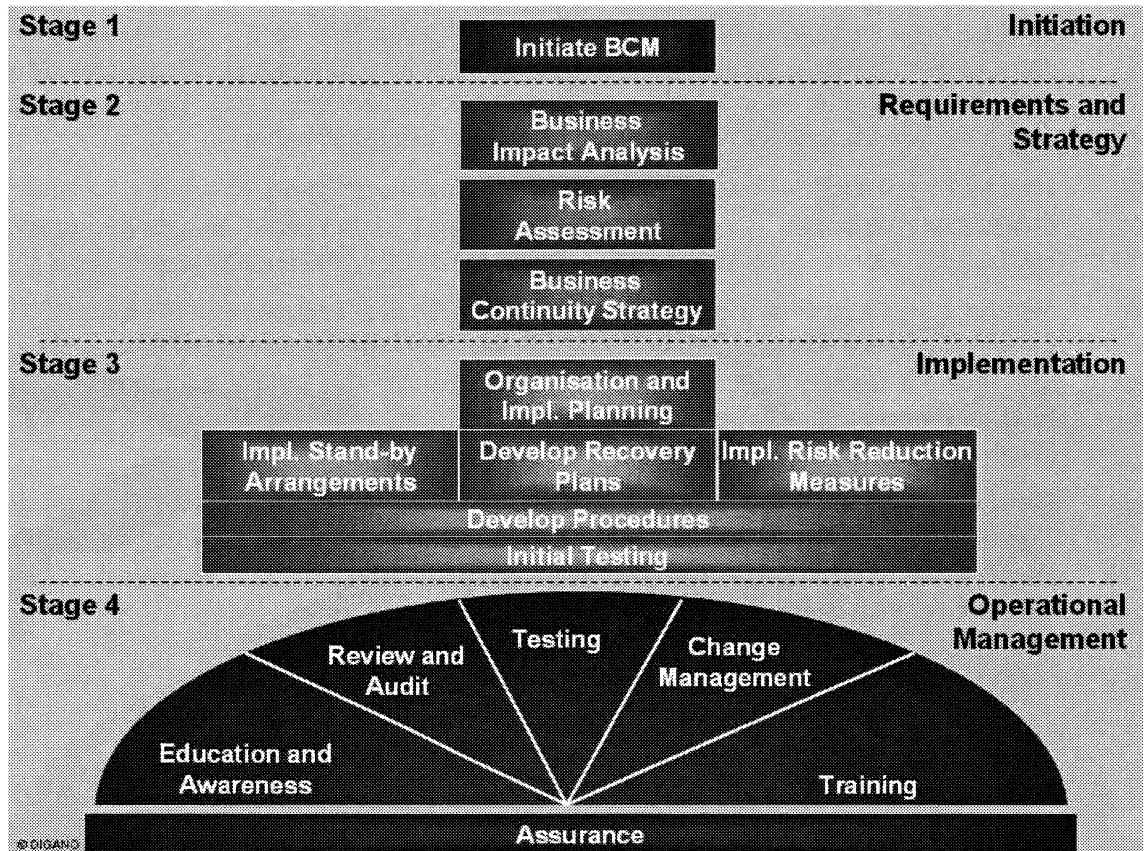 Stage 1
Initiation
Initiate BCM
Stage 2
Requirements and
Strategy
Business
Impact Analysis
Risk
Assessment
Business
Continuity Strategy
Stage 3
Implementation
Organisation and
Impl. Planning
Impl. Stand-by
Arrangements
Develop Recovery
Plans
Impl. Risk Reduction
Measures
Develop Procedures
Initial Testing
Stage 4
Operational
Management
Education and
Awareness
Review and
Audit
Testing
Change
Management
Training
Assurance
© DIGANO